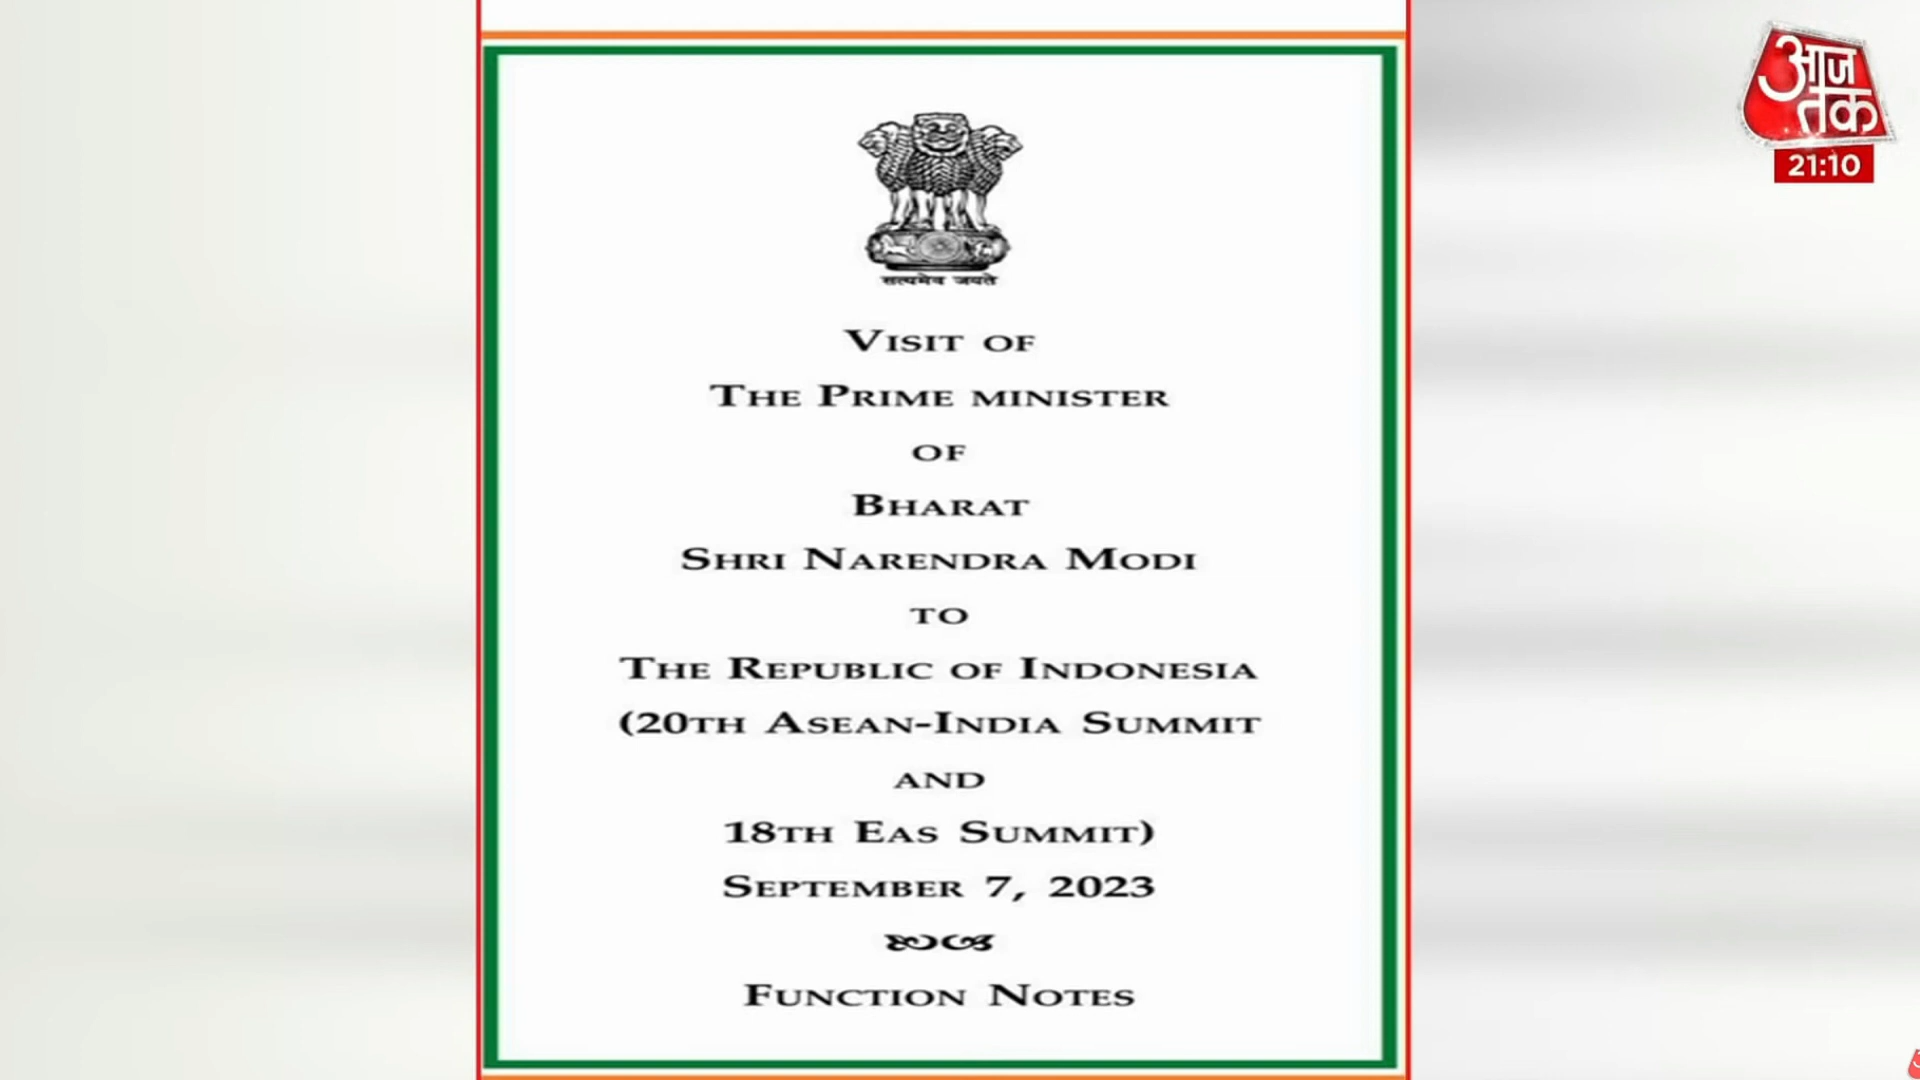 आज
तक
21:10
सत्यमेव जयते
VISIT OF
THE PRIME MINISTER
OF
BHARAT
SHRI NARENDRA MODI
TO
THE REPUBLIC OF INDONESIA
(20TH ASEAN-INDIA SUMMIT
AND
18TH EAS SUMMIT)
SEPTEMBER 7, 2023
FUNCTION NOTES